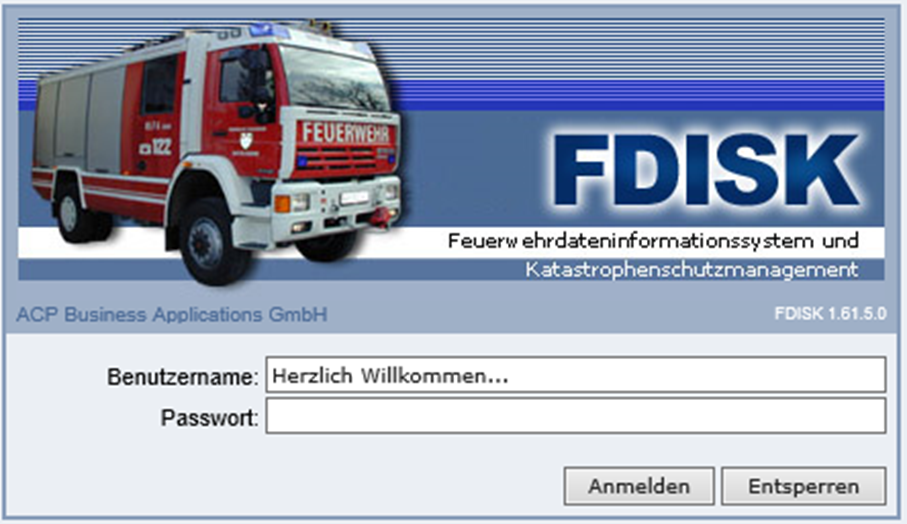 FEUERWEHR
122
FDISK
Feuerwehrdateninformationssystem und
Katastrophenschutzmanagement
ACP Business Applications GmbH
FDISK 1.61.5.0
Benutzername: Herzlich Willkommen...
Passwort:
Anmelden Entsperren